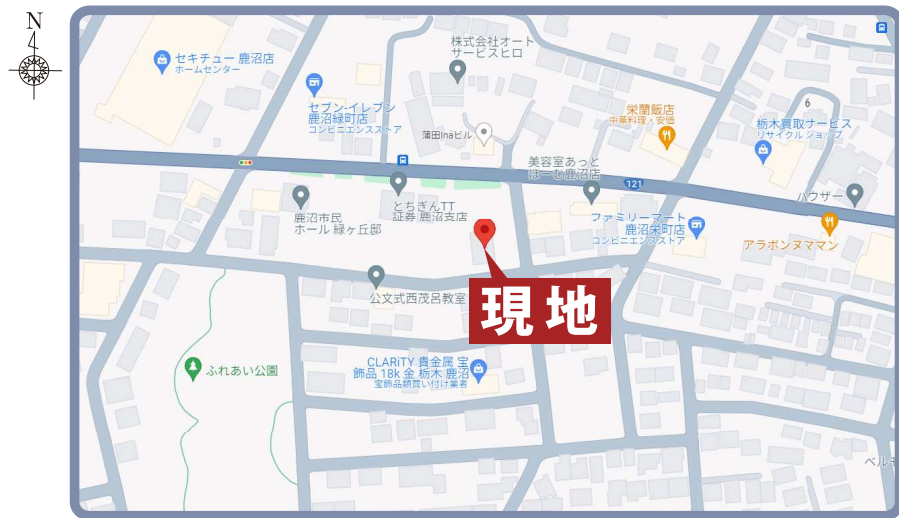 N
セキチュー 鹿沼店
ホームセンター
株式会社オート
サービスヒロ
セブン-イレブン
鹿沼緑町店
コンビニエンスストア
蒲田Inaビル
栄蘭飯店
中華料理・安価
6
栃木買取サービス
リサイクル ショップ
美容室あっと
ほーむ鹿沼店
121
ハウザー
鹿沼市民
ホール 緑ヶ丘邸
とちぎんTT
証券 鹿沼支店
ファミリーマート
鹿沼栄町店
コンビニエンスストア
アラボンヌママン
公文式西茂呂教室
現地
ふれあい公園
CLARiTY 貴金属 宝
飾品 18k 金 栃木 鹿沼
宝飾品類買い付け業者
ベルモ